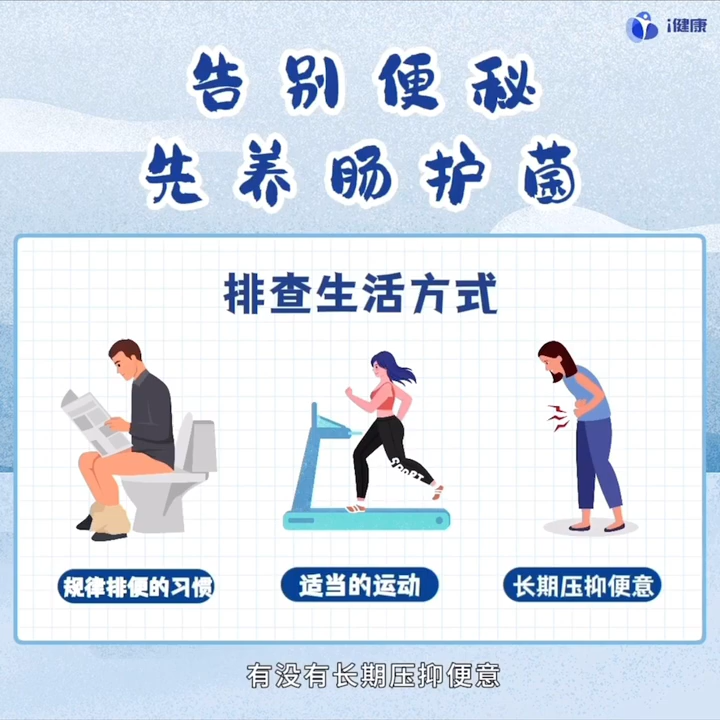 i健康
告别便秘
先养肠护菌
排查生活方式
SPORT
规律排便的习惯
适当的运动
长期压抑便意
有没有长期压抑便意